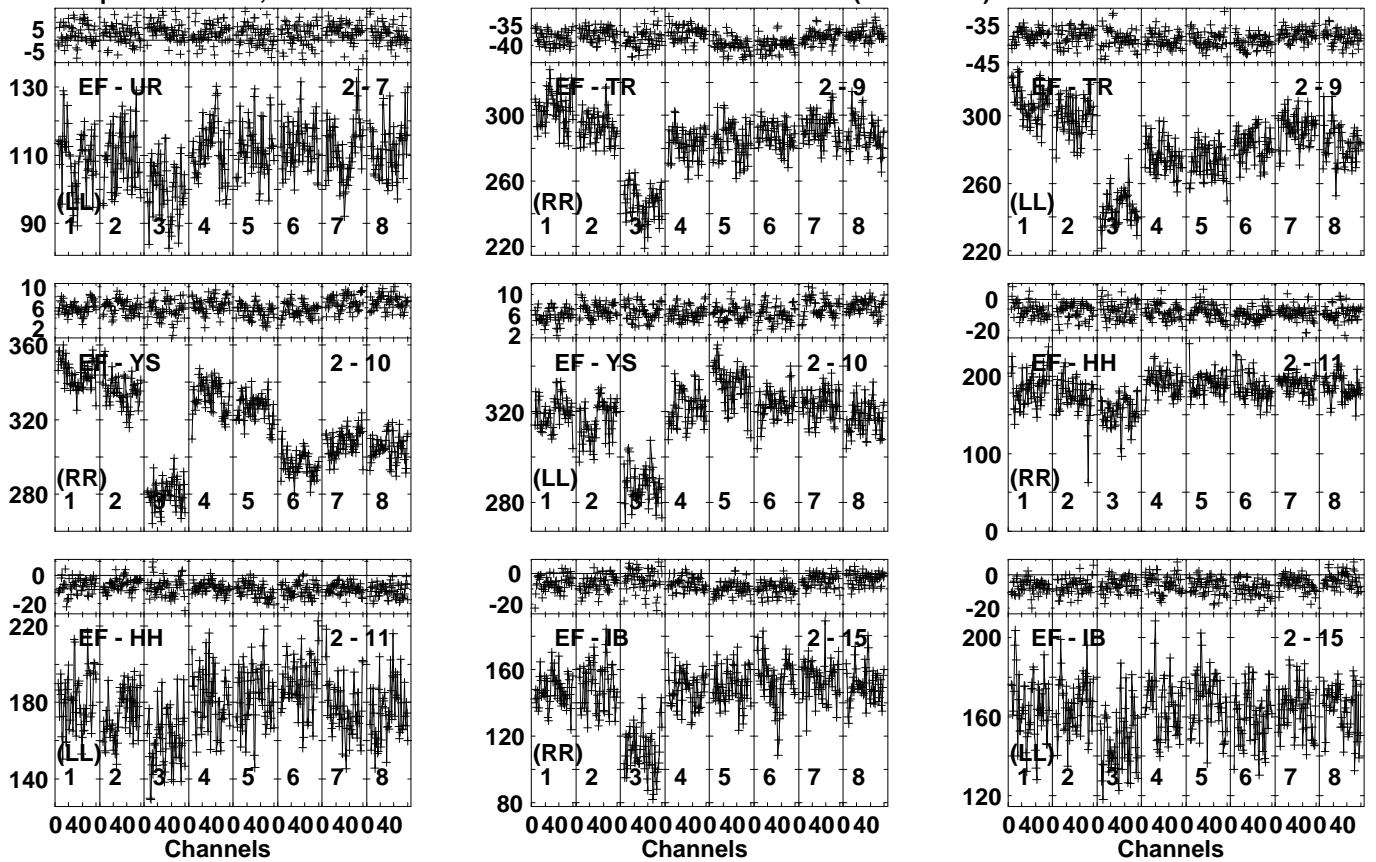 5
-5
130
110
90
EF - UR 2 - 7
(LL)
1 2 3 4 5 6 7 8
-35
-40
300
260
220
EF - TR 2 - 9
(RR)
1 2 3 4 5 6 7 8
-35
-45
300
260
220
EF - TR 2 - 9
(LL)
1 2 3 4 5 6 7 8
10
6
2
360
320
280
EF - YS 2 - 10
(RR)
1 2 3 4 5 6 7 8
10
6
2
320
280
EF - YS 2 - 10
(LL)
1 2 3 4 5 6 7 8
0
-20
200
100
0
EF - HH 2 - 11
(RR)
1 2 3 4 5 6 7 8
0
-20
220
180
140
EF - HH 2 - 11
(LL)
1 2 3 4 5 6 7 8
0 40 0 40 0 40 0 40 0 40 0 40 0 40 0 40
Channels
0
-20
160
120
80
EF - IB 2 - 15
(RR)
1 2 3 4 5 6 7 8
0 40 0 40 0 40 0 40 0 40 0 40 0 40 0 40
Channels
0
-20
200
160
120
EF - IB 2 - 15
(LL)
1 2 3 4 5 6 7 8
0 40 0 40 0 40 0 40 0 40 0 40 0 40 0 40
Channels